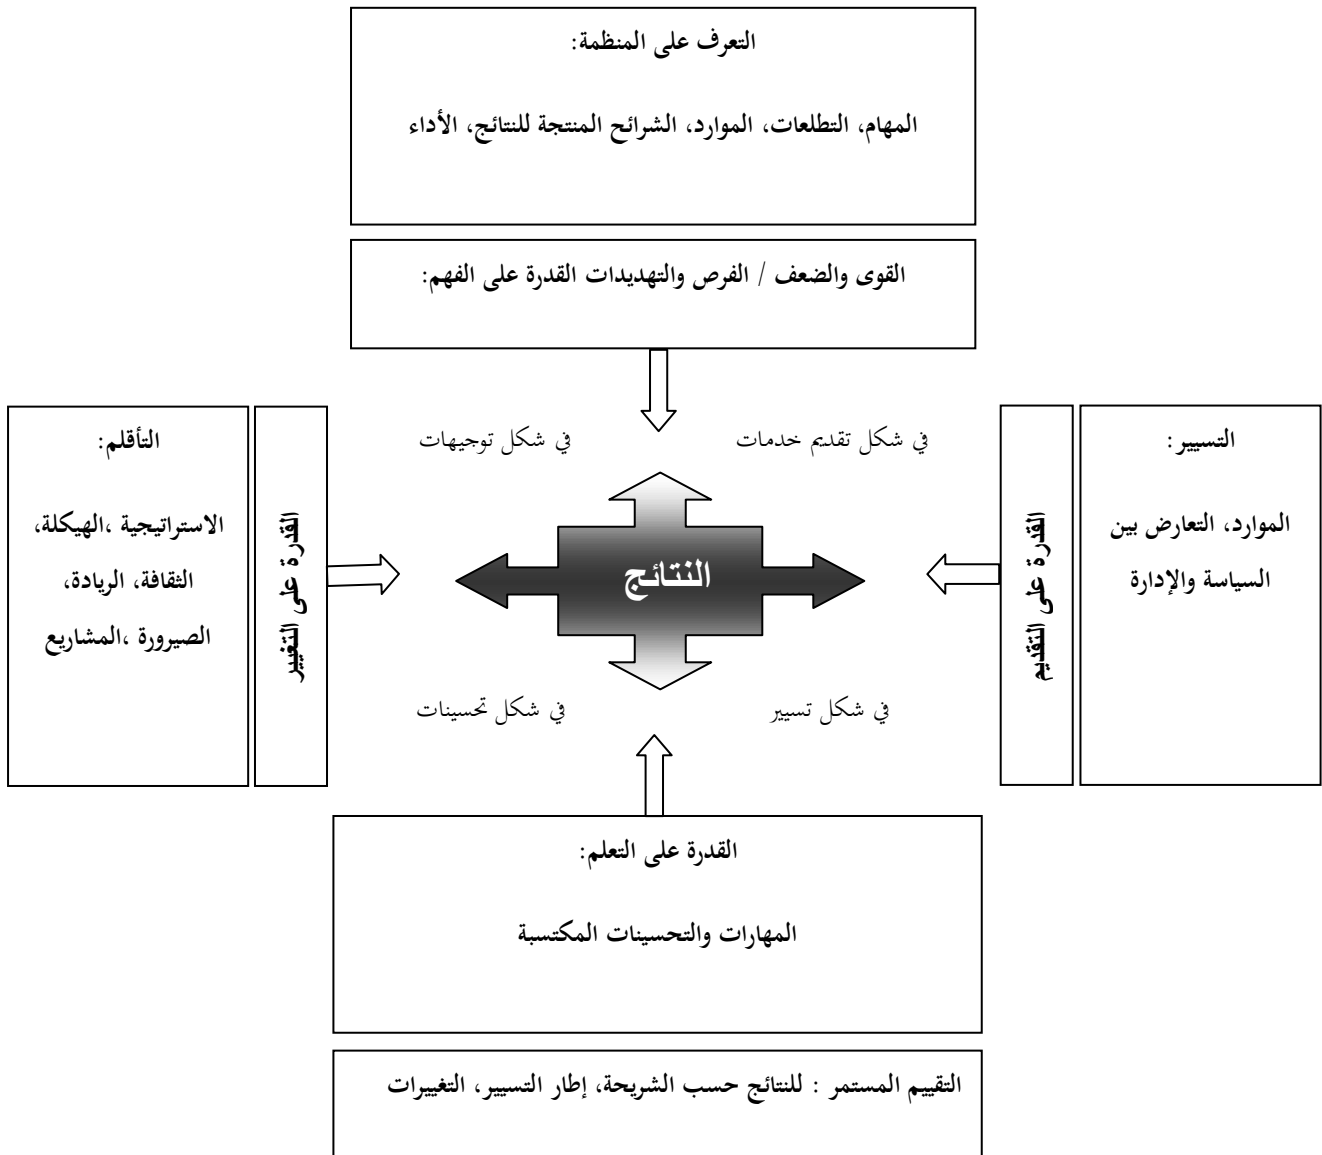 التعرف على المنظمة:
المهام، التطلعات، الموارد، الشرائح المنتجة للنتائج، الأداء
القوى والضعف / الفرص والتهديدات القدرة على الفهم:
التسيير:
الموارد، التعارض بين
السياسة والإدارة
القدرة على التقديم
في شكل تقديم خدمات
في شكل توجيهات
النتائج
في شكل تسيير
في شكل تحسينات
القدرة على التغيير
التأقلم:
الاستراتيجية ،الهيكلة،
الثقافة، الريادة،
الصيرورة ،المشاريع
القدرة على التعلم:
المهارات والتحسينات المكتسبة
التقييم المستمر : للنتائج حسب الشريحة، إطار التسيير، التغييرات